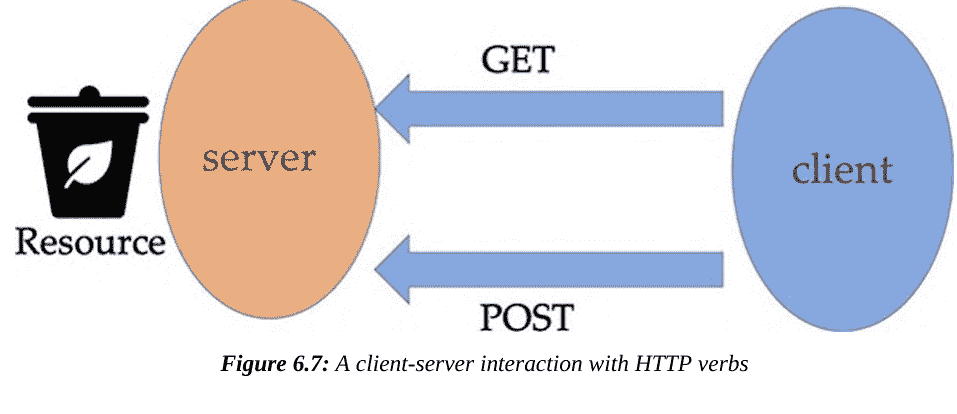 GET
server
client
Resource
POST
Figure 6.7: A client-server interaction with HTTP verbs